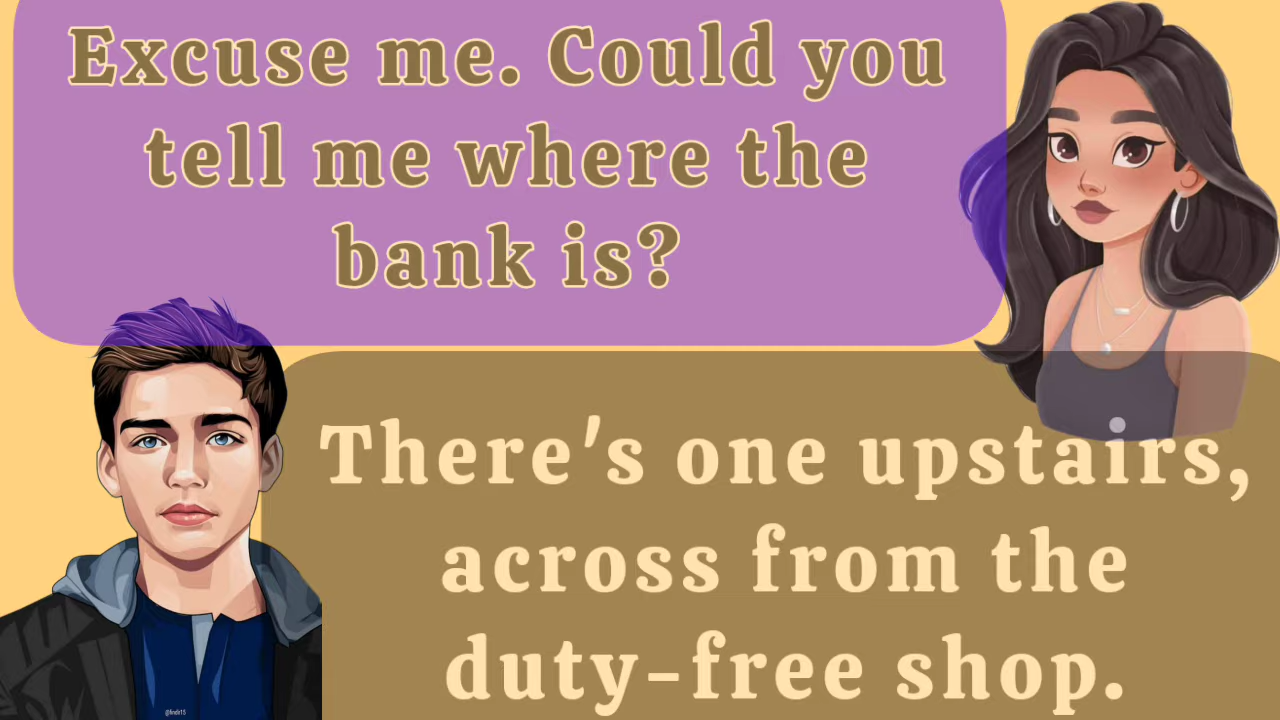 Excuse me. Could you
tell me where the
bank is?
There's one upstairs,
across from the
duty-free shop.